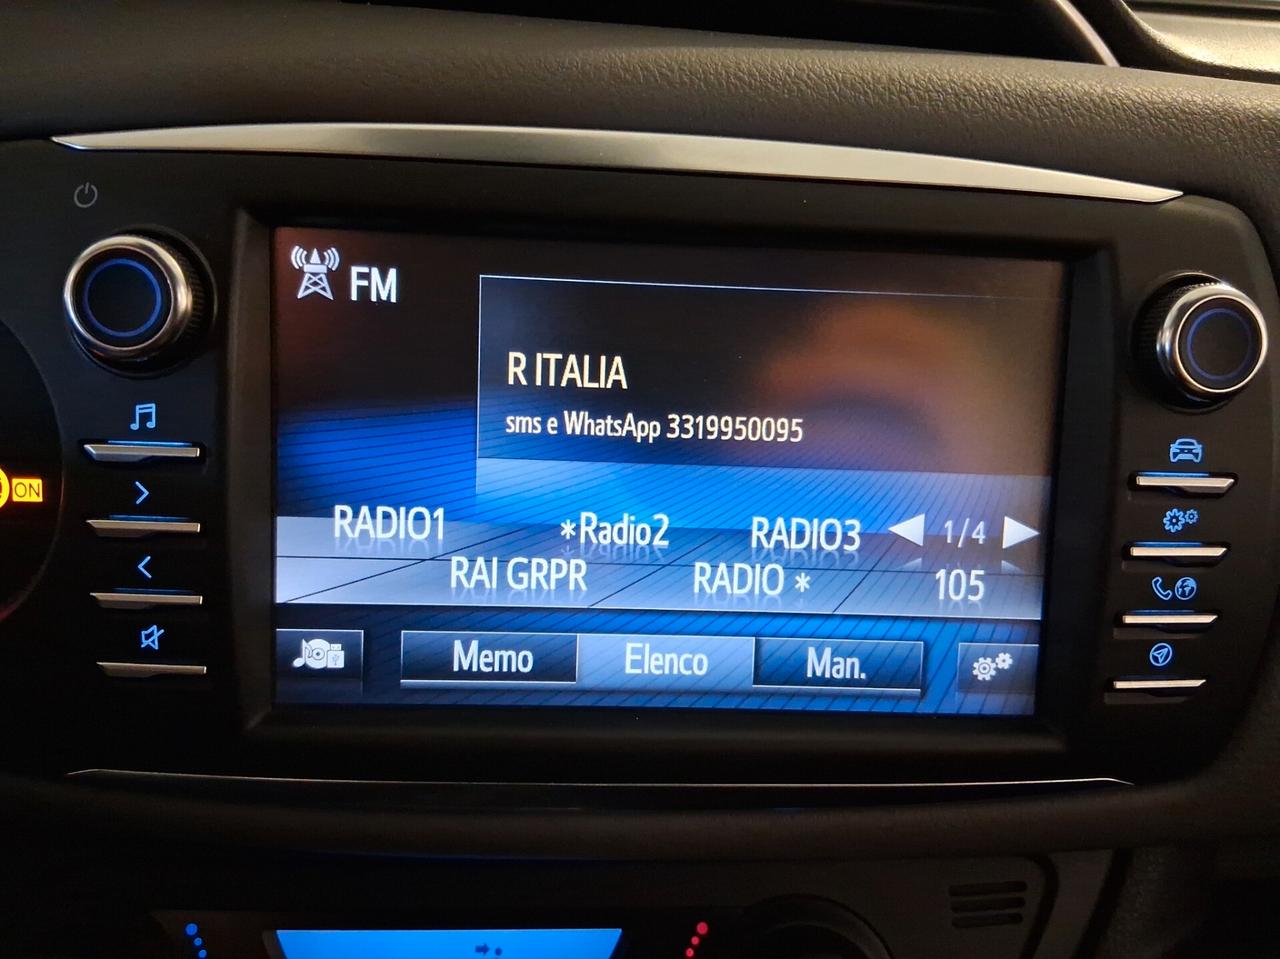 FM
R ITALIA
sms e WhatsApp 3319950095
RADIO1 *Radio2 RADIO3 1/4
RAI GRPR RADIO * 105
Memo Elenco Man.
ON